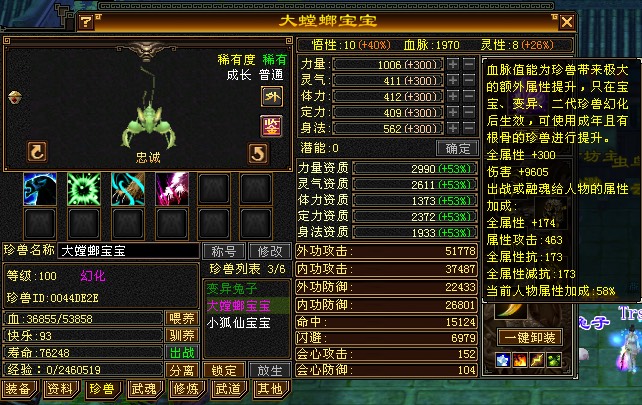 大螳螂宝宝
稀有度 稀有
成长 普通
外
鉴
忠诚
珍兽名称 大螳螂宝宝 称号 修改
等级:100 幻化
珍兽ID:0044DE2E
血:36855/53858 喂养
快乐:93 驯养
寿命:76248 出战
经验:0/2460519 分离
珍兽列表 3/6
变异兔子
大螳螂宝宝
小狐仙宝宝
锁定 放生
装备 资料 珍兽 武魂 修炼 武道 其他
悟性:10 (+40%) 血脉:1970 灵性:8 (+26%)
力量: 1006 (+300)
灵气: 411 (+300)
体力: 412 (+300)
定力: 409 (+300)
身法: 562 (+300)
潜能:0 确定
力量资质 2990 (+53%)
灵气资质 2611 (+53%)
体力资质 1373 (+53%)
定力资质 2372 (+53%)
身法资质 1933 (+53%)
外功攻击: 51778
内功攻击: 37487
外功防御: 22433
内功防御: 26801
命中: 15124
闪避: 6979
会心攻击: 152
会心防御: 104
血脉值能为珍兽带来极大
的额外属性提升，只在宝
宝、变异、二代珍兽幻化
后生效，可使用成年且有
根骨的珍兽进行提升。
全属性 +300
伤害 +9605
出战或融魂给人物的属性
加成:
全属性 +174
属性攻击:463
全属性抗:173
全属性减抗:173
当前人物属性加成:58%
一键卸装